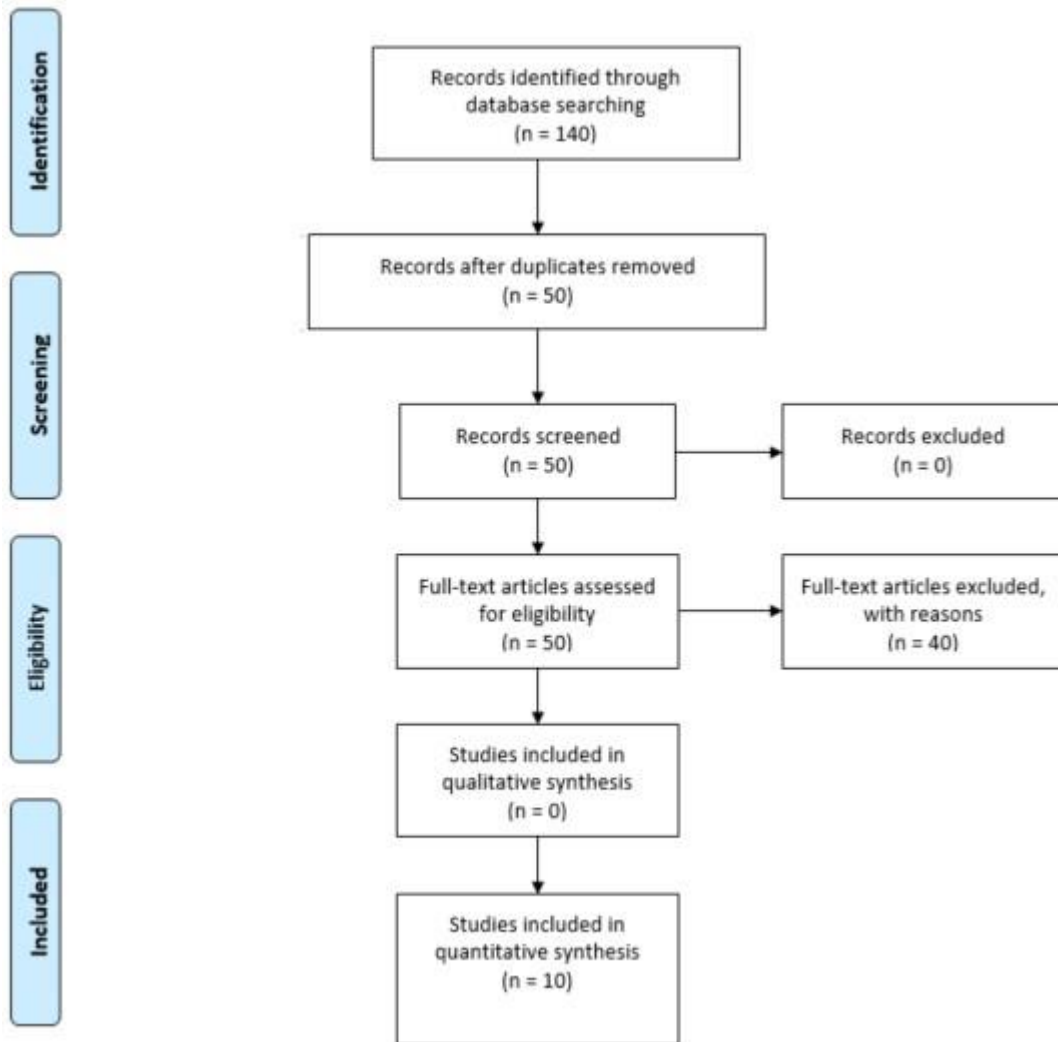 Identification
Records identified through
database searching
(n = 140)
Records after duplicates removed
(n = 50)
Screening
Records screened
(n = 50)
Records excluded
(n = 0)
Eligibility
Full-text articles assessed
for eligibility
(n = 50)
Full-text articles excluded,
with reasons
(n = 40)
Studies included in
qualitative synthesis
(n = 0)
Included
Studies included in
quantitative synthesis
(n = 10)